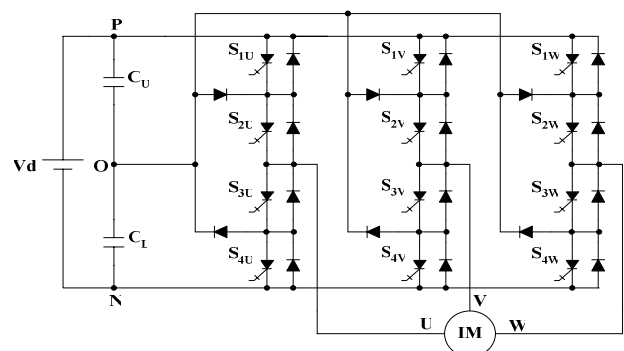 P
S1U S1V S1W
CU
S2U S2V S2W
Vd O
S3U S3V S3W
CL
S4U S4V S4W
N V
U IM W